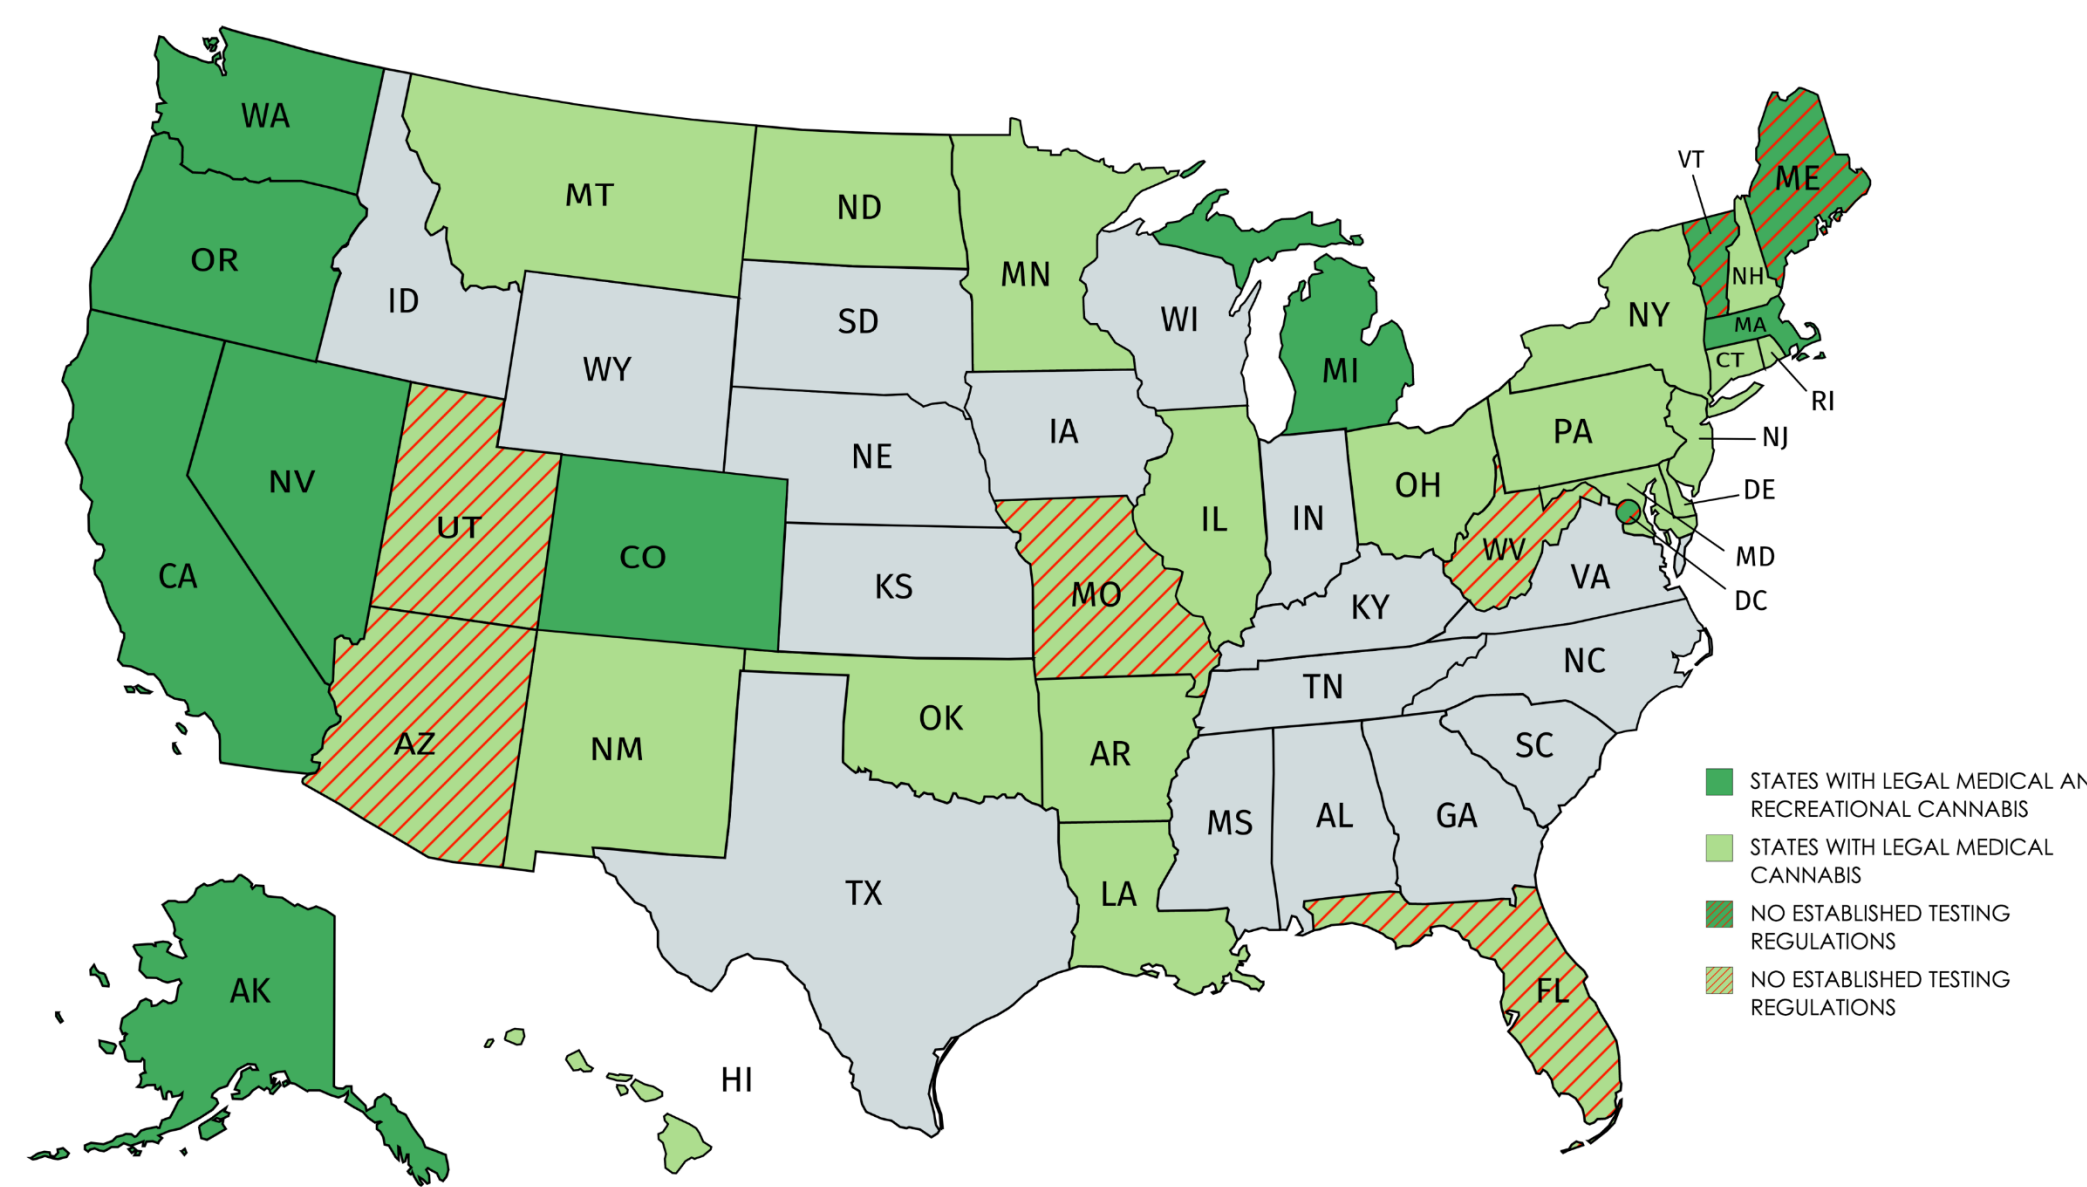 WA
OR
ID
MT
ND
MN
WY
SD
WI
MI
VT
ME
NH
NY
MA
CT
RI
PA
NJ
DE
MD
DC
CA
NV
UT
CO
NE
IA
IL
IN
OH
WV
VA
KS
MO
KY
TN
NC
SC
AZ
NM
OK
AR
MS
AL
GA
TX
LA
FL
AK
HI
STATES WITH LEGAL MEDICAL AN
RECREATIONAL CANNABIS
STATES WITH LEGAL MEDICAL
CANNABIS
NO ESTABLISHED TESTING
REGULATIONS
NO ESTABLISHED TESTING
REGULATIONS